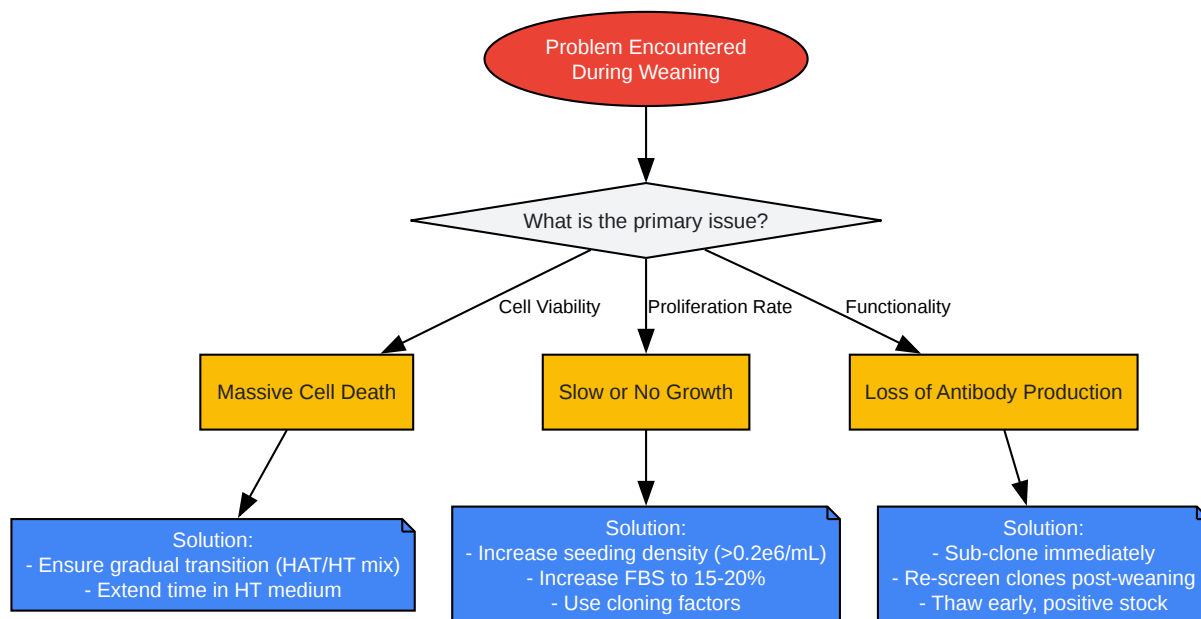 Problem Encountered
During Weaning
What is the primary issue?
Cell Viability
Proliferation Rate
Functionality
Massive Cell Death
Slow or No Growth
Loss of Antibody Production
Solution:
- Ensure gradual transition (HAT/HT mix)
- Extend time in HT medium
Solution:
- Increase seeding density (>0.2e6/mL)
- Increase FBS to 15-20%
- Use cloning factors
Solution:
- Sub-clone immediately
- Re-screen clones post-weaning
- Thaw early, positive stock